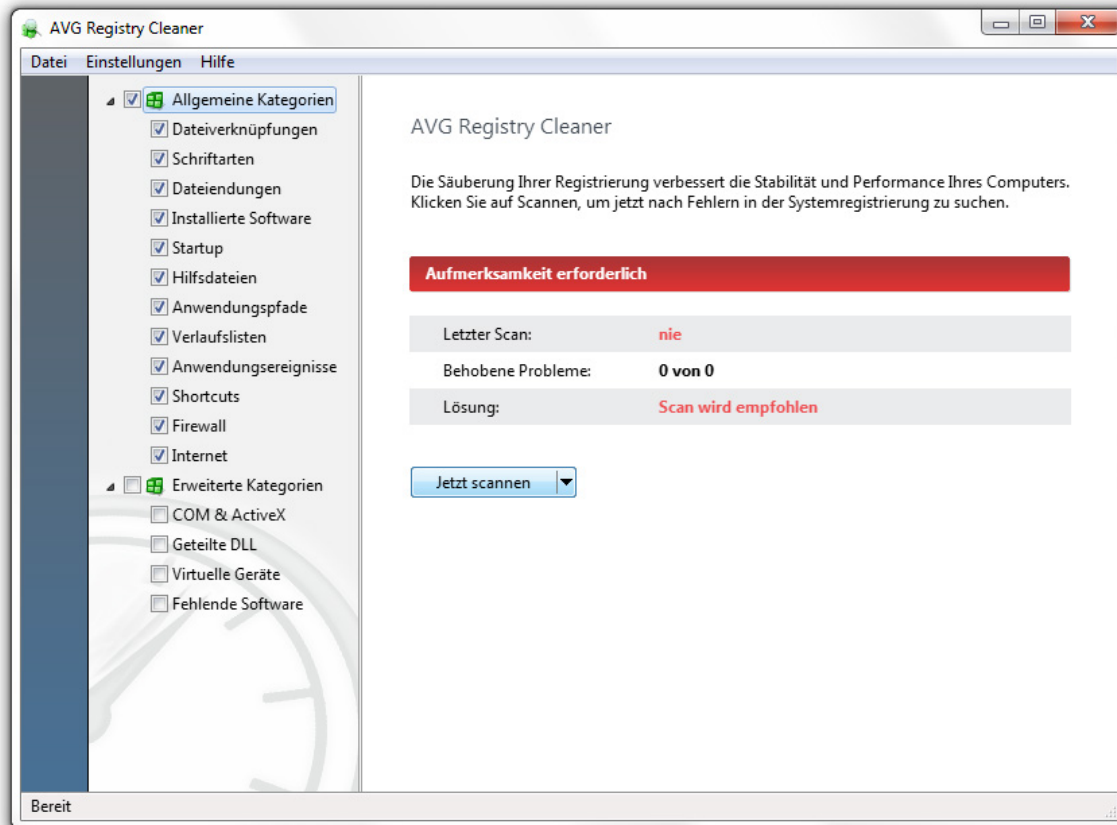 AVG Registry Cleaner
Datei Einstellungen Hilfe
Allgemeine Kategorien
Dateiverknüpfungen
Schriftarten
Dateiendungen
Installierte Software
Startup
Hilfsdateien
Anwendungspfade
Verlaufslisten
Anwendungsereignisse
Shortcuts
Firewall
Internet
Erweiterte Kategorien
COM & ActiveX
Geteilte DLL
Virtuelle Geräte
Fehlende Software
AVG Registry Cleaner
Die Säuberung Ihrer Registrierung verbessert die Stabilität und Performance Ihres Computers.
Klicken Sie auf Scannen, um jetzt nach Fehlern in der Systemregistrierung zu suchen.
Aufmerksamkeit erforderlich
Letzter Scan: nie
Behobene Probleme: 0 von 0
Lösung: Scan wird empfohlen
Jetzt scannen
Bereit